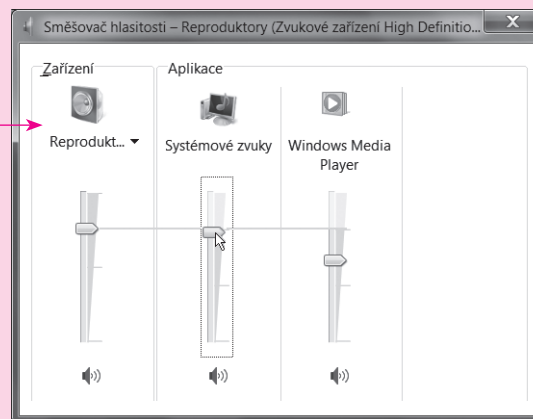 Směšovač hlasitosti – Reproduktory (Zvukové zařízení High Definitio...
Zařízení
Aplikace
Reprodukt...
Systémové zvuky
Windows Media
Player